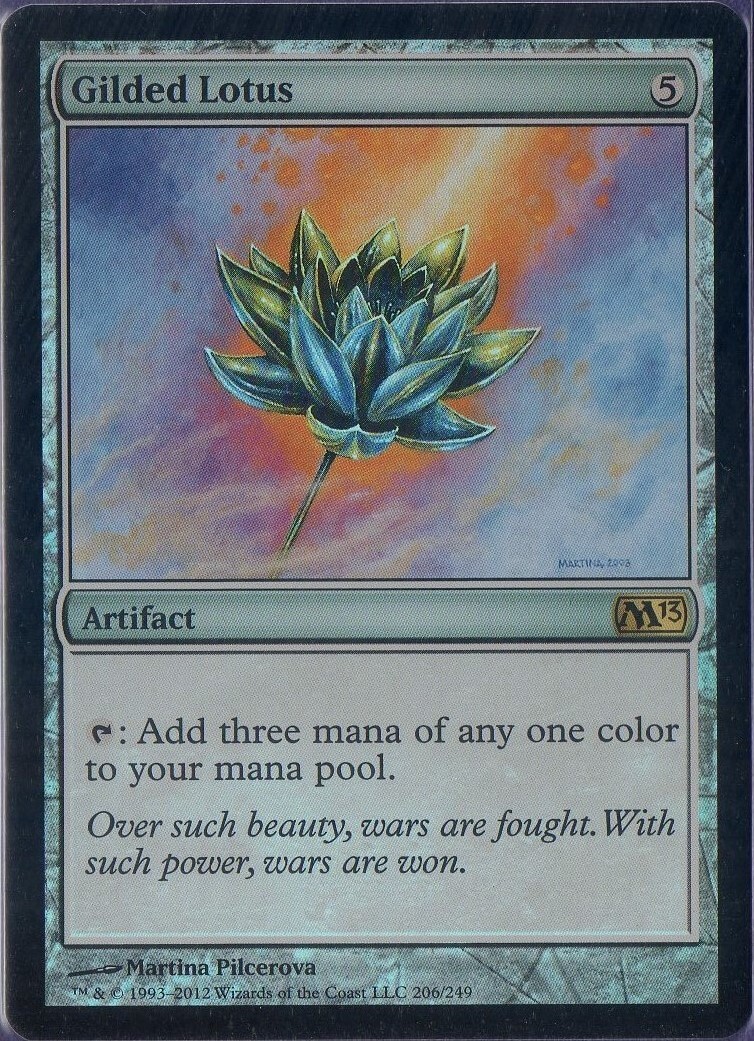 Gilded Lotus 5
MARTINA, 2003
Artifact M13
: Add three mana of any one color
to your mana pool.
Over such beauty, wars are fought. With
such power, wars are won.
Martina Pilcerova
™ & © 1993–2012 Wizards of the Coast LLC 206/249